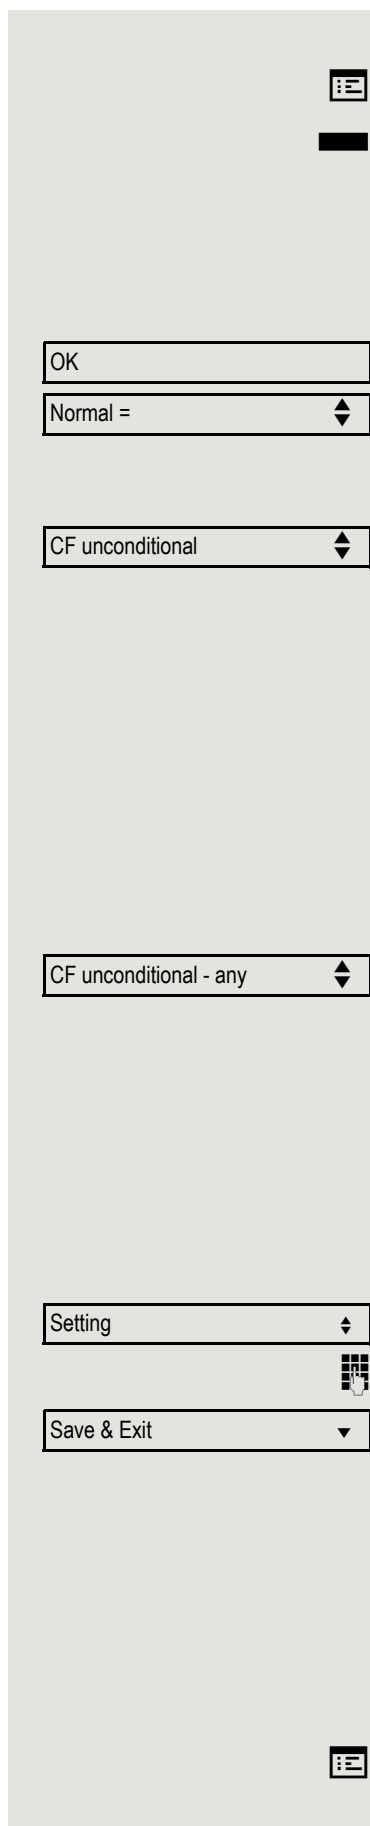 OK
Normal =
CF unconditional
CF unconditional - any
Setting
Save & Exit